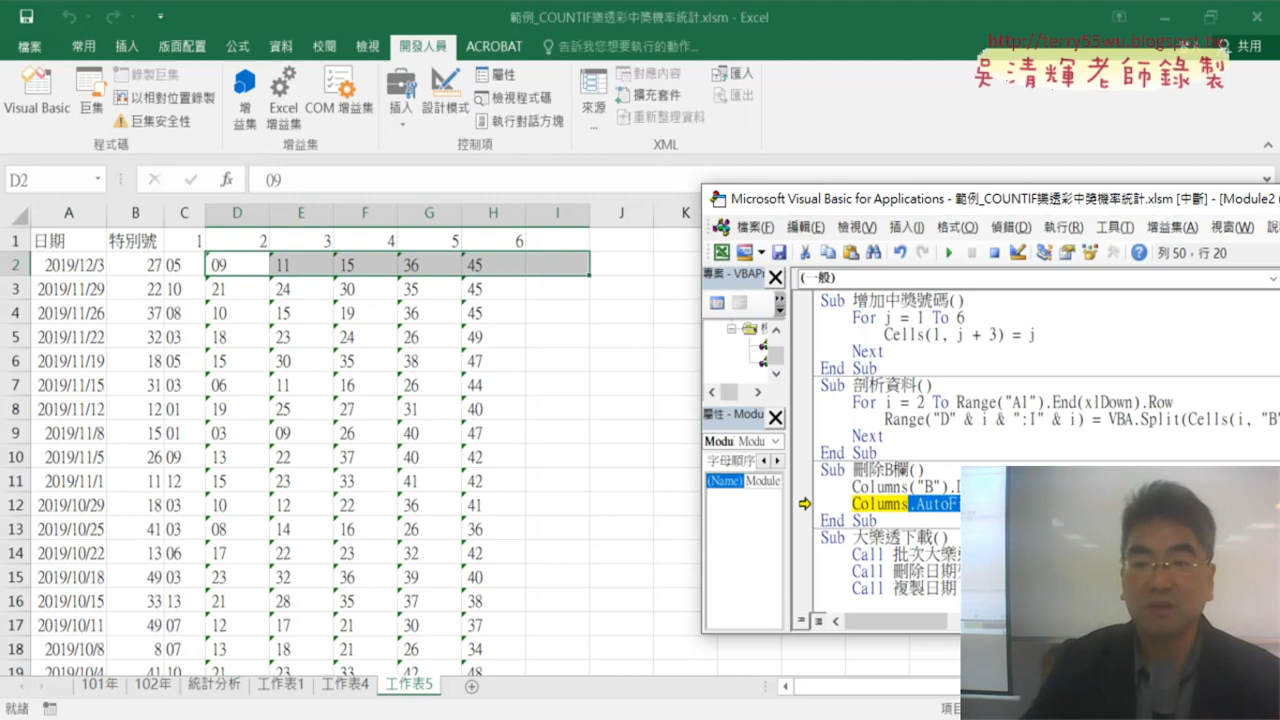 範例_COUNTIF樂透彩中獎機率統計.xlsm - Excel
檔案 常用 插入 版面配置 公式 資料 校閱 檢視 開發人員 ACROBAT 告訴我您想要執行的動作... 共用
http://terry55wu.blogspot.tw
吳清輝老師錄製
Visual Basic 巨集 錄製巨集 以相對位置錄製 巨集安全性
增益集 Excel 增益集 COM 增益集
插入 設計模式 屬性 檢視程式碼 執行對話方塊
來源 對應內容 擴充套件 重新整理資料 匯入 匯出
程式碼 增益集 控制項 XML
D2 fx 09
A B C D E F G H I J K
1 日期 特別號 1 2 3 4 5 6
2 2019/12/3 27 05 09 11 15 36 45
3 2019/11/29 22 10 21 24 30 35 45
4 2019/11/26 37 08 10 15 19 36 45
5 2019/11/22 32 03 18 23 24 26 49
6 2019/11/19 18 05 15 30 35 38 47
7 2019/11/15 31 03 06 11 16 26 44
8 2019/11/12 12 01 19 25 27 31 40
9 2019/11/8 15 01 03 09 26 40 47
10 2019/11/5 26 09 13 22 37 40 42
11 2019/11/1 11 12 15 23 33 41 42
12 2019/10/29 18 03 10 12 22 36 41
13 2019/10/25 41 03 08 14 16 26 36
14 2019/10/22 13 06 17 22 23 32 42
15 2019/10/18 49 03 23 32 36 39 40
16 2019/10/15 33 13 21 28 35 37 38
17 2019/10/11 49 07 12 17 21 30 37
18 2019/10/8 8 07 13 18 21 26 34
19 2019/10/4 41 10 21 23 33 42 48
101年 102年 統計分析 工作表1 工作表4 工作表5
就緒
Microsoft Visual Basic for Applications - 範例_COUNTIF樂透彩中獎機率統計.xlsm [中斷] - [Module2
檔案(F) 編輯(E) 檢視(V) 插入(I) 格式(O) 偵錯(D) 執行(R) 工具(T) 增益集(A) 視窗(W) 說
列 50，行 20
專案 - VBAPr
(一般)
屬性 - Modu
Modu Modu
字母順序
(Name) Module
Sub 增加中獎號碼()
For j = 1 To 6
Cells(1, j + 3) = j
Next
End Sub
Sub 剖析資料()
For i = 2 To Range("A1").End(xlDown).Row
Range("D" & i & ":I" & i) = VBA.Split(Cells(i, "B
Next
End Sub
Sub 刪除B欄()
Columns("B").
Columns.AutoF
End Sub
Sub 大樂透下載()
Call 批次大樂
Call 刪除日期
Call 複製日期